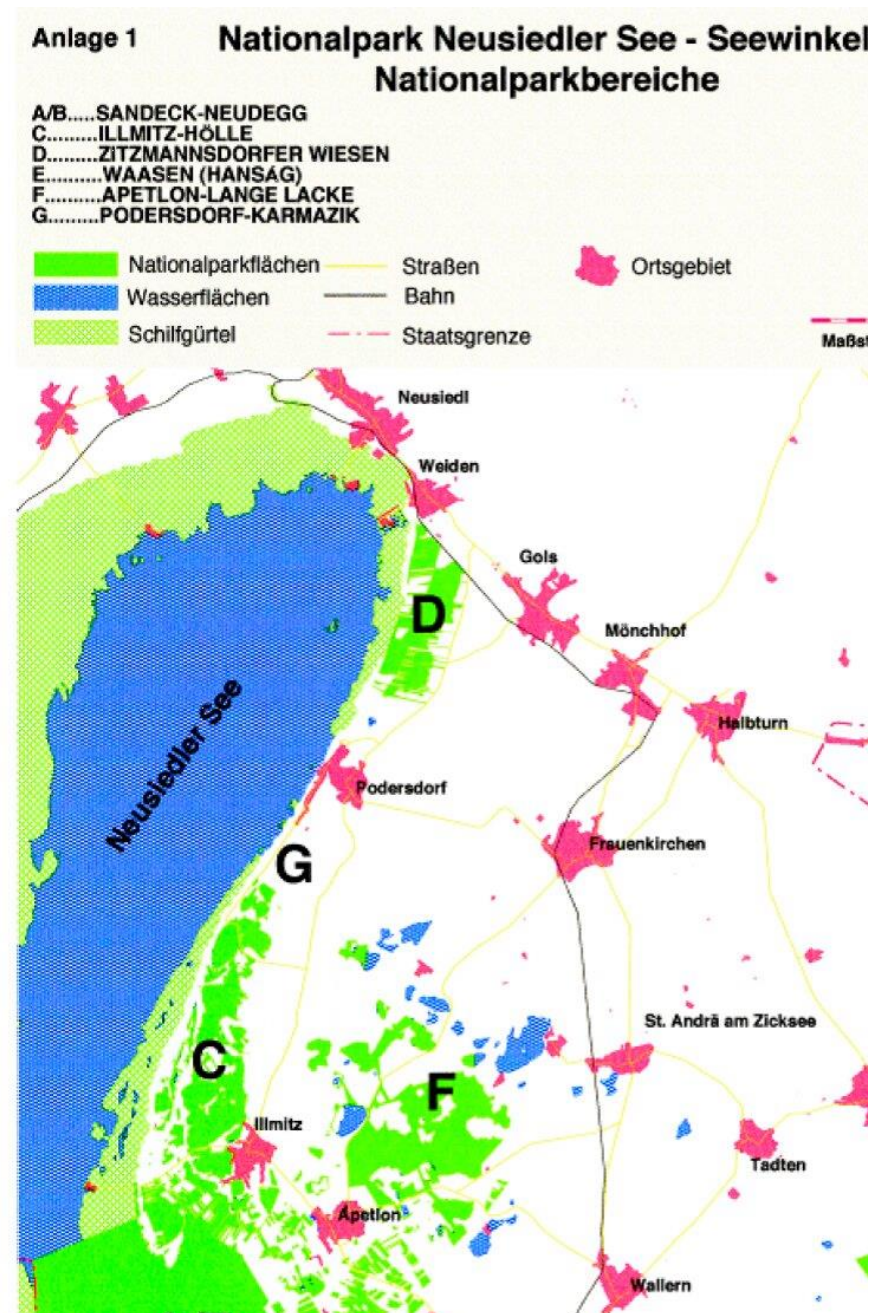 Anlage 1
Nationalpark Neusiedler See - Seewinkel
Nationalparkbereiche
A/B.....SANDECK-NEUDEGG
C.........ILLMITZ-HÖLLE
D.........ZITZMANNSDORFER WIESEN
E..........WAASEN (HANSÁG)
F..........APETLON-LANGE LACKE
G.........PODERSDORF-KARMAZIK
Nationalparkflächen
Straßen
Ortsgebiet
Wasserflächen
Bahn
Schilfgürtel
Staatsgrenze
Maßst
Neusiedl
Weiden
Gols
D
Mönchhof
Neusiedler See
Halbturn
Podersdorf
Frauenkirchen
G
St. Andrä am Zicksee
C
F
Illmitz
Tadten
Apetlon
Wallern